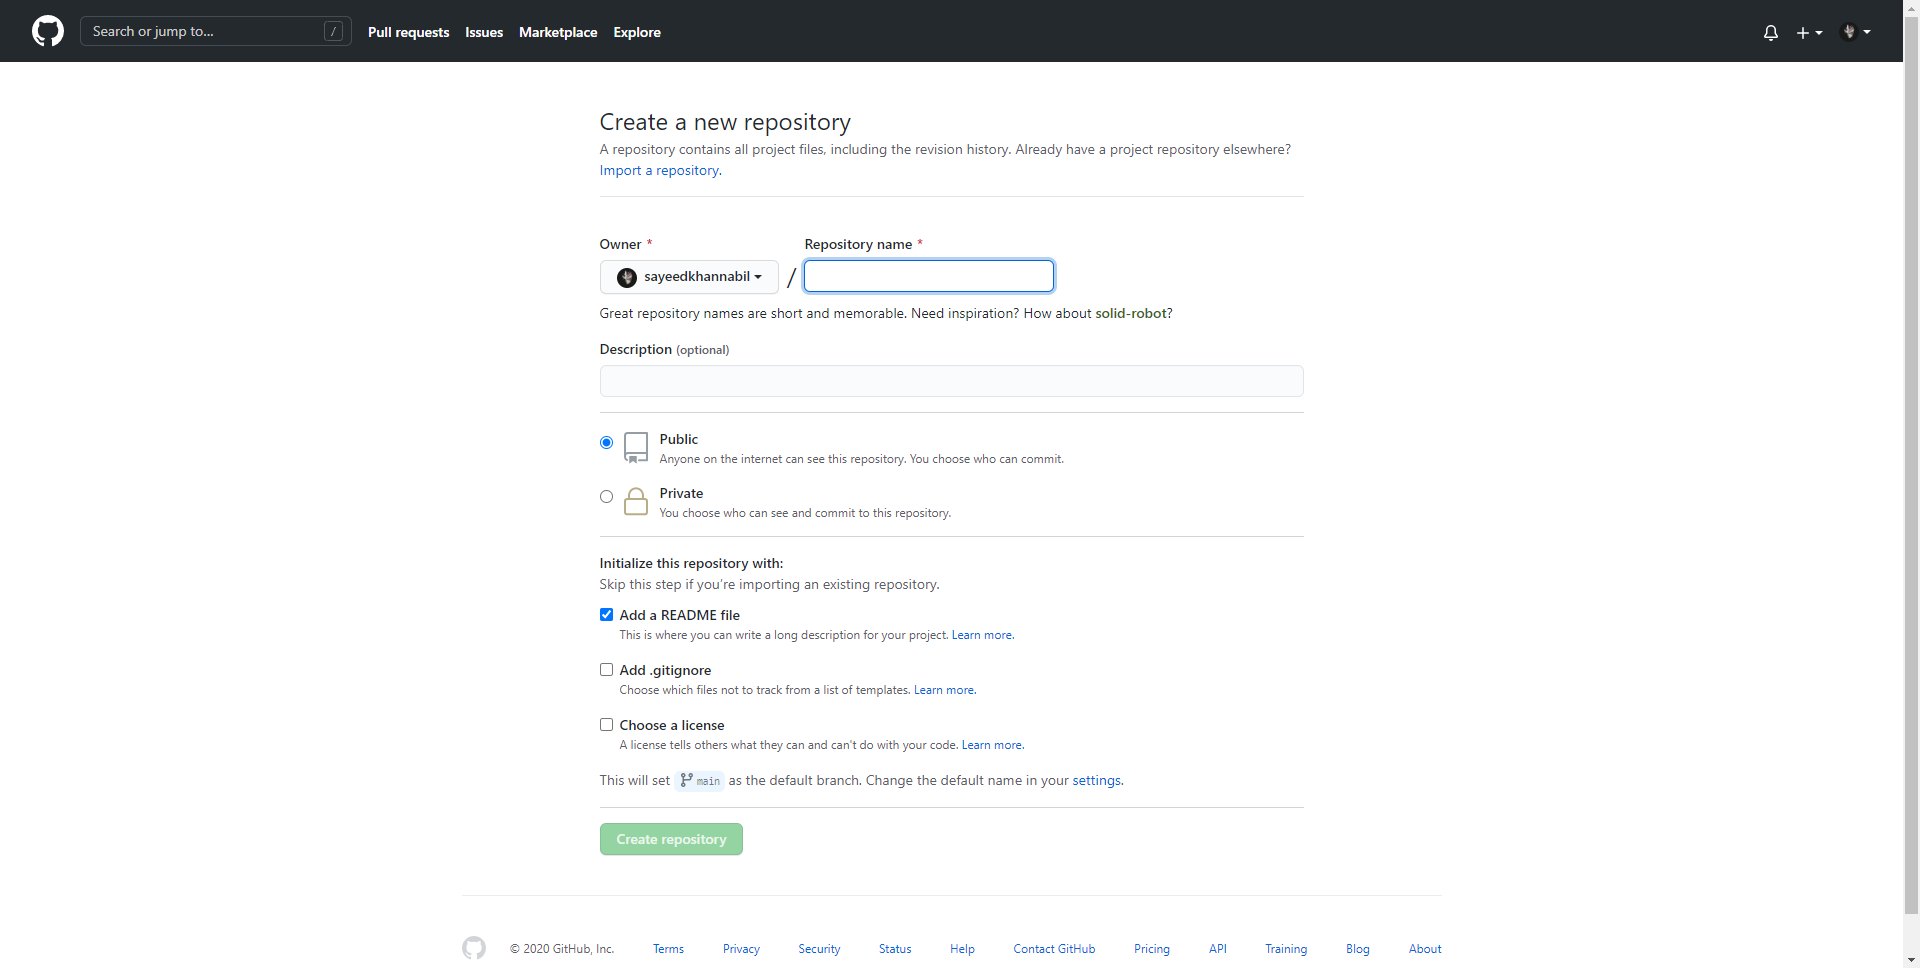 Search or jump to... /
Pull requests Issues Marketplace Explore
Create a new repository
A repository contains all project files, including the revision history. Already have a project repository elsewhere?
Import a repository.
Owner * Repository name *
sayeedkhannabil /
Great repository names are short and memorable. Need inspiration? How about solid-robot?
Description (optional)
Public
Anyone on the internet can see this repository. You choose who can commit.
Private
You choose who can see and commit to this repository.
Initialize this repository with:
Skip this step if you're importing an existing repository.
Add a README file
This is where you can write a long description for your project. Learn more.
Add .gitignore
Choose which files not to track from a list of templates. Learn more.
Choose a license
A license tells others what they can and can't do with your code. Learn more.
This will set main as the default branch. Change the default name in your settings.
Create repository
© 2020 GitHub, Inc. Terms Privacy Security Status Help Contact GitHub Pricing API Training Blog About